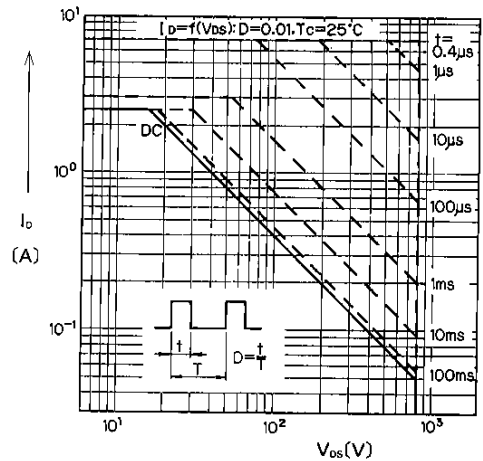 I D=f(VDS):D=0.01.Tc=25°C
t=
0.4μs
1μs
10μs
100μs
1ms
10ms
100ms
10¹
10⁰
10⁻¹
DC
ID
(A)
t
T
D=t/T
10¹
10²
10³
VDS(V)